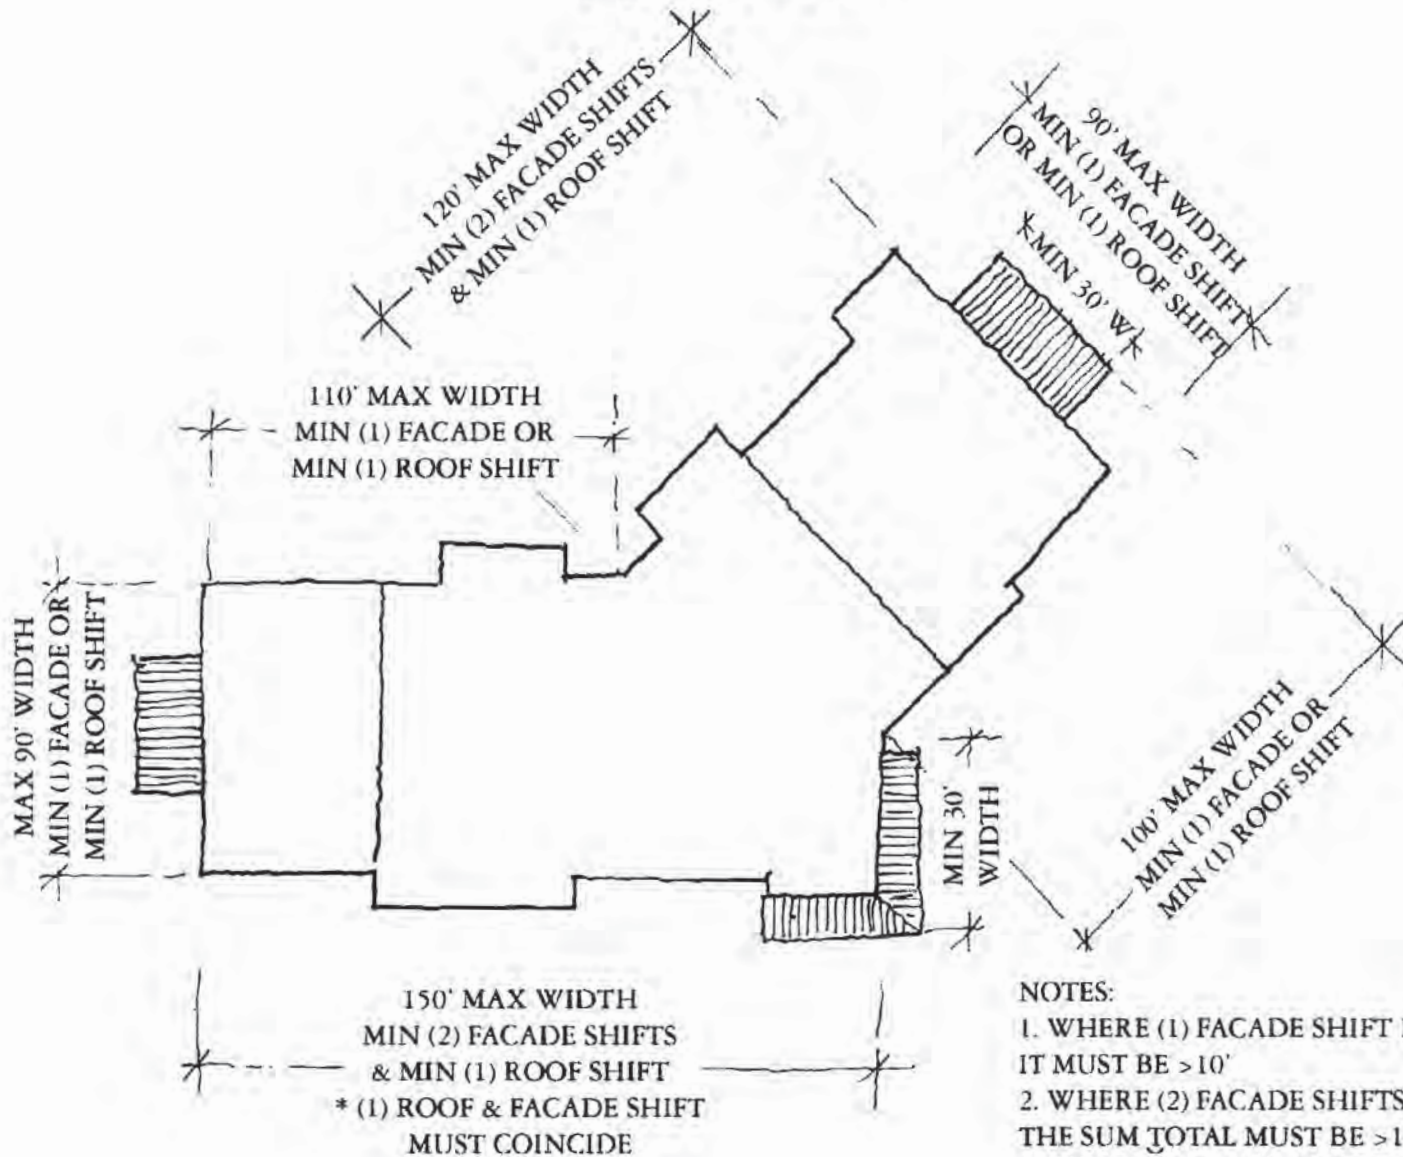 120' MAX WIDTH
MIN (2) FACADE SHIFTS
& MIN (1) ROOF SHIFT
90' MAX WIDTH
MIN (1) FACADE SHIFT
OR MIN (1) ROOF SHIFT
MIN 30' W
110' MAX WIDTH
MIN (1) FACADE OR
MIN (1) ROOF SHIFT
MAX 90' WIDTH
MIN (1) FACADE OR
MIN (1) ROOF SHIFT
MIN 30'
WIDTH
100' MAX WIDTH
MIN (1) FACADE OR
MIN (1) ROOF SHIFT
150' MAX WIDTH
MIN (2) FACADE SHIFTS
& MIN (1) ROOF SHIFT
* (1) ROOF & FACADE SHIFT
MUST COINCIDE
NOTES:
1. WHERE (1) FACADE SHIFT
IT MUST BE >10'
2. WHERE (2) FACADE SHIFTS
THE SUM TOTAL MUST BE